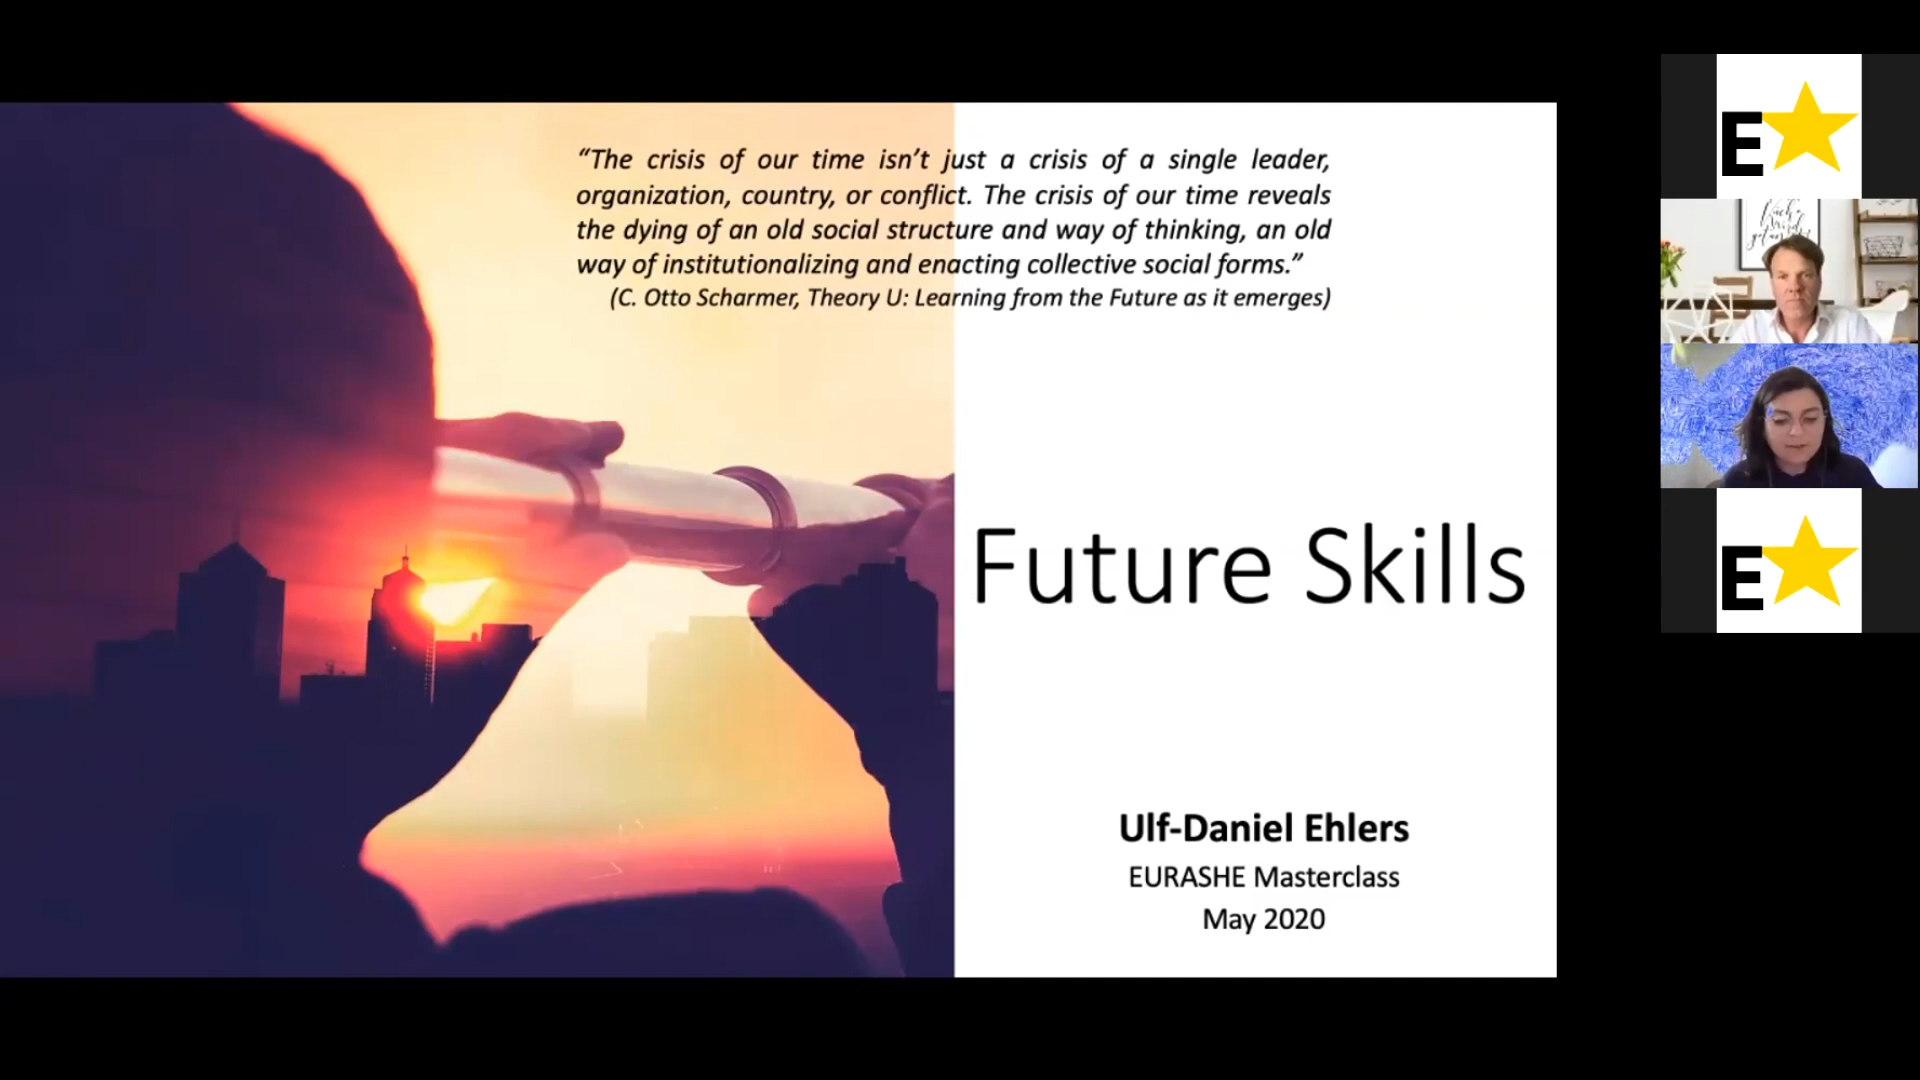 “The crisis of our time isn’t just a crisis of a single leader,
organization, country, or conflict. The crisis of our time reveals
the dying of an old social structure and way of thinking, an old
way of institutionalizing and enacting collective social forms.”
(C. Otto Scharmer, Theory U: Learning from the Future as it emerges)
Future Skills
Ulf-Daniel Ehlers
EURASHE Masterclass
May 2020
E
E